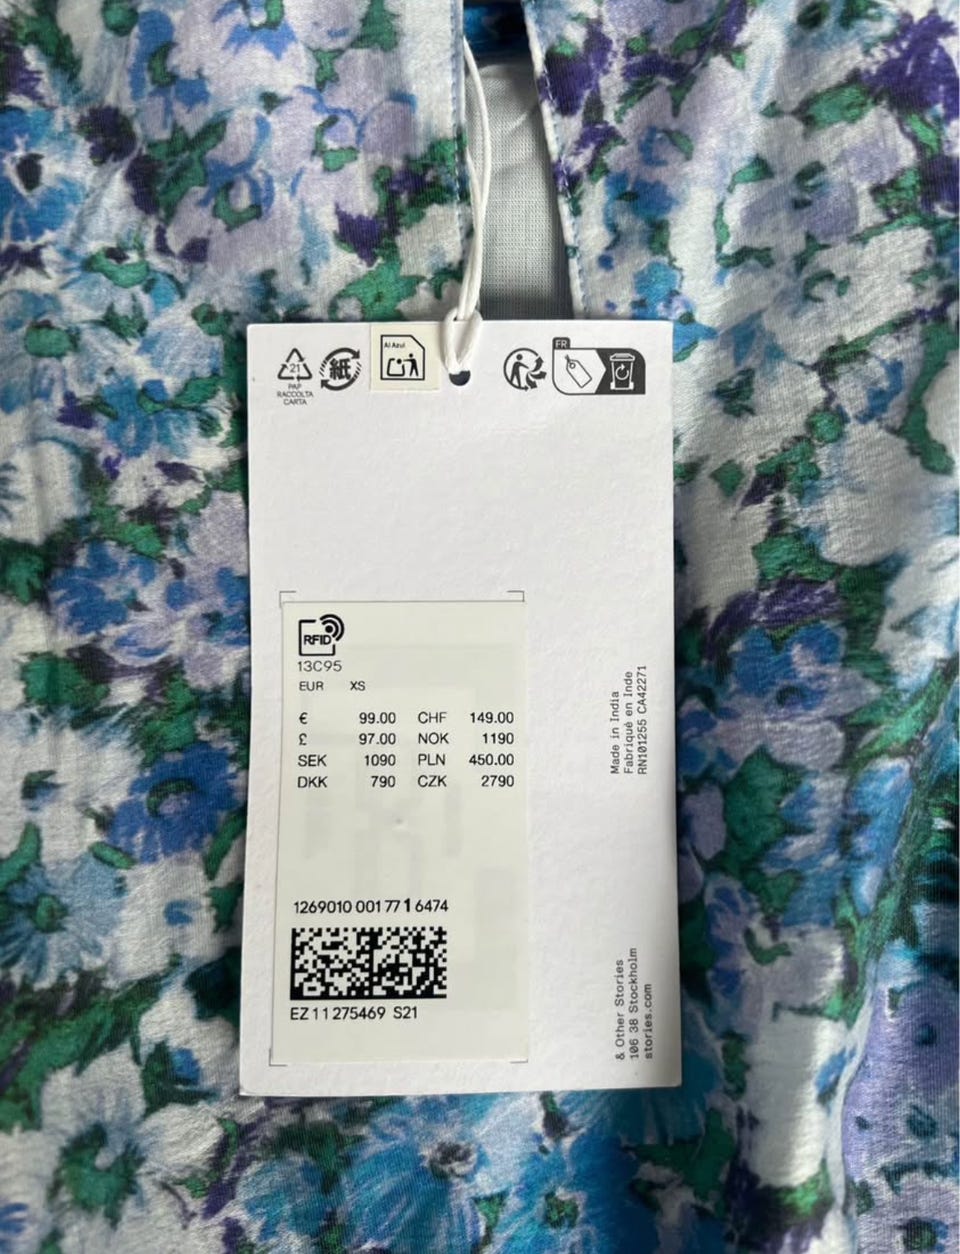 21
PAP
RACCOLTA
CARTA
紙
Al Azul
FR
RFID
13C95
EUR XS
€ 99.00 CHF 149.00
£ 97.00 NOK 1190
SEK 1090 PLN 450.00
DKK 790 CZK 2790
1269010 001 77 1 6474
EZ 11 275469 S21
Made in India
Fabriqué en Inde
RN101255 CA42271
& Other Stories
106 38 Stockholm
stories.com